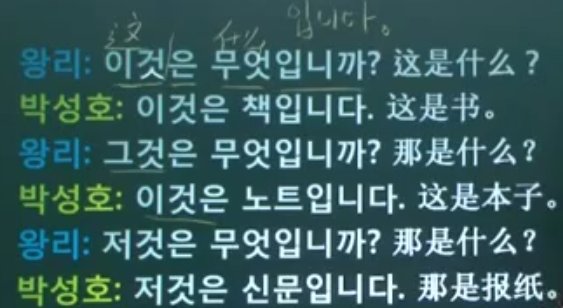 这 什么 입니다。
왕리: 이것은 무엇입니까? 这是什么？
박성호: 이것은 책입니다. 这是书。
왕리: 그것은 무엇입니까? 那是什么？
박성호: 이것은 노트입니다. 这是本子。
왕리: 저것은 무엇입니까? 那是什么？
박성호: 저것은 신문입니다. 那是报纸。